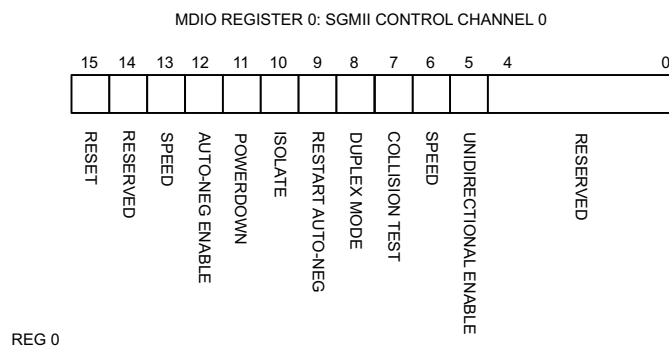 MDIO REGISTER 0: SGMII CONTROL CHANNEL 0
15 14 13 12 11 10 9 8 7 6 5 4 0
RESET
RESERVED
SPEED
AUTO-NEG ENABLE
POWERDOWN
ISOLATE
RESTART AUTO-NEG
DUPLEX MODE
COLLISION TEST
SPEED
UNIDIRECTIONAL ENABLE
RESERVED
REG 0